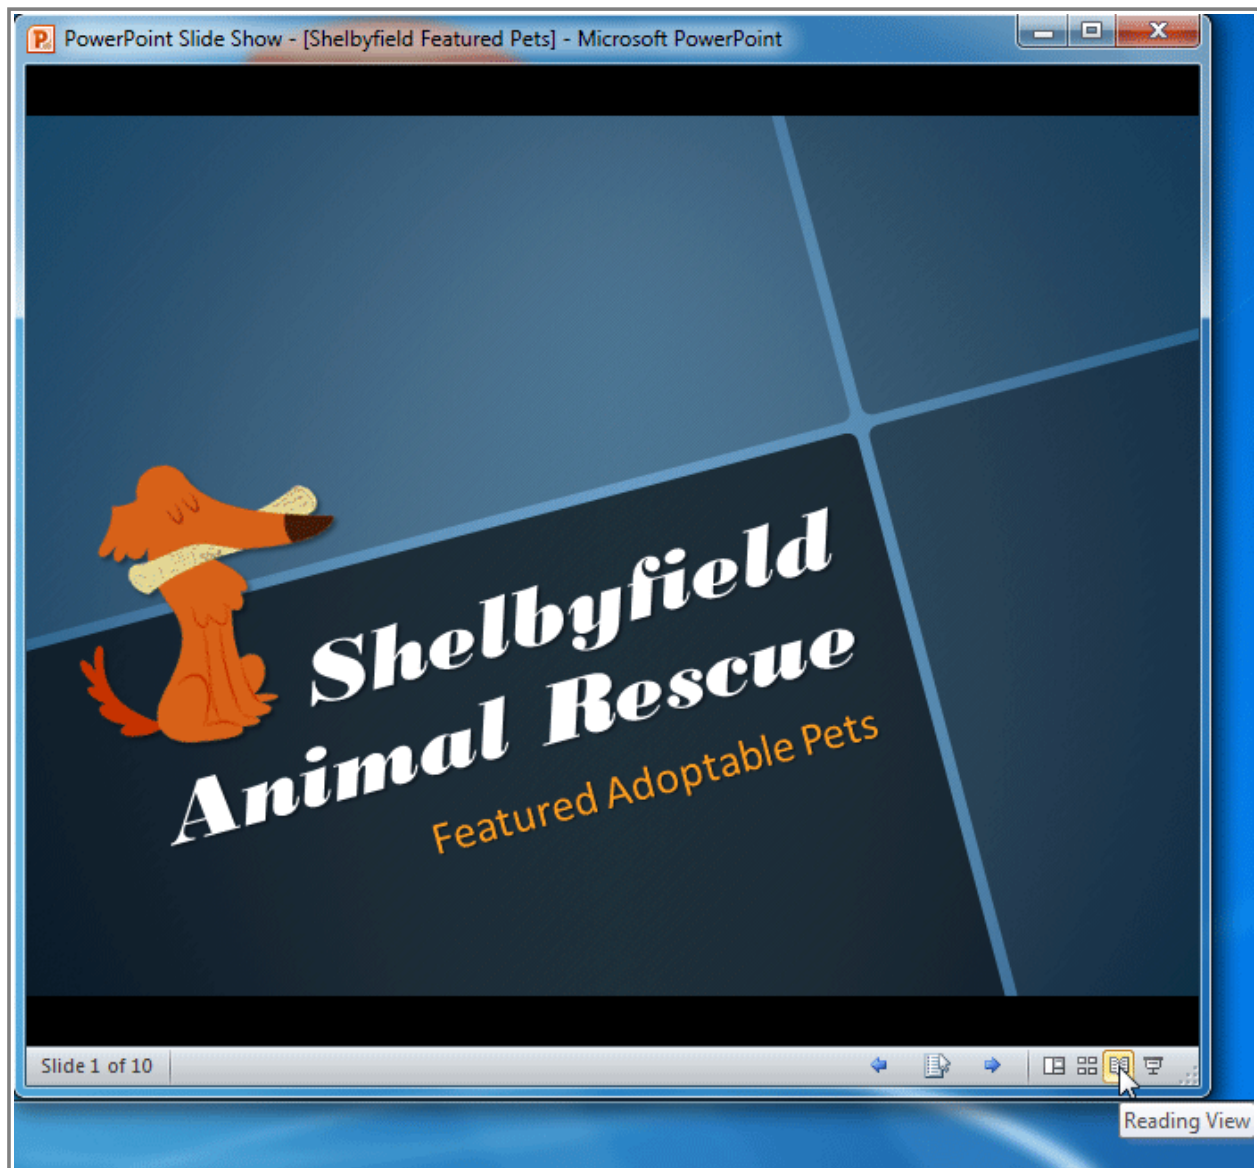 PowerPoint Slide Show - [Shelbyfield Featured Pets] - Microsoft PowerPoint
Shelbyfield
Animal Rescue
Featured Adoptable Pets
Slide 1 of 10
Reading View